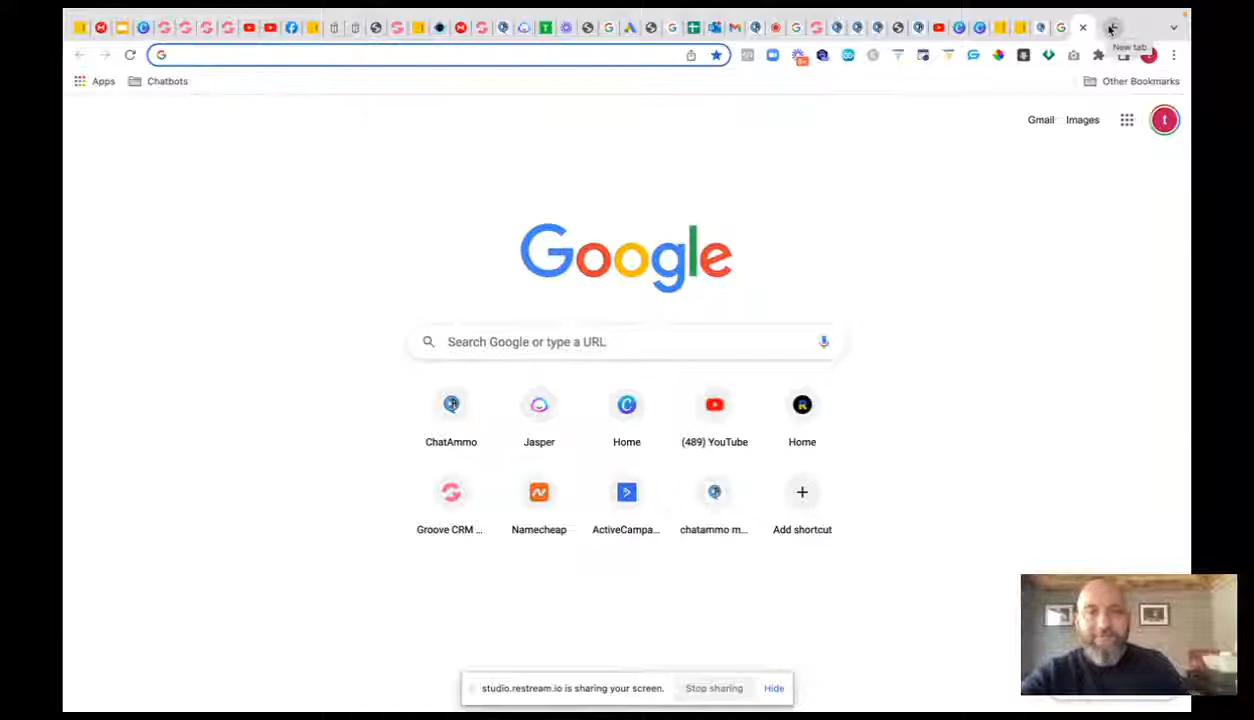 New tab
Apps
Chatbots
Other Bookmarks
Gmail
Images
t
Google
Search Google or type a URL
ChatAmmo
Jasper
Home
(489) YouTube
Home
Groove CRM ...
Namecheap
ActiveCampa...
chatammo m...
Add shortcut
studio.restream.io is sharing your screen.
Stop sharing
Hide